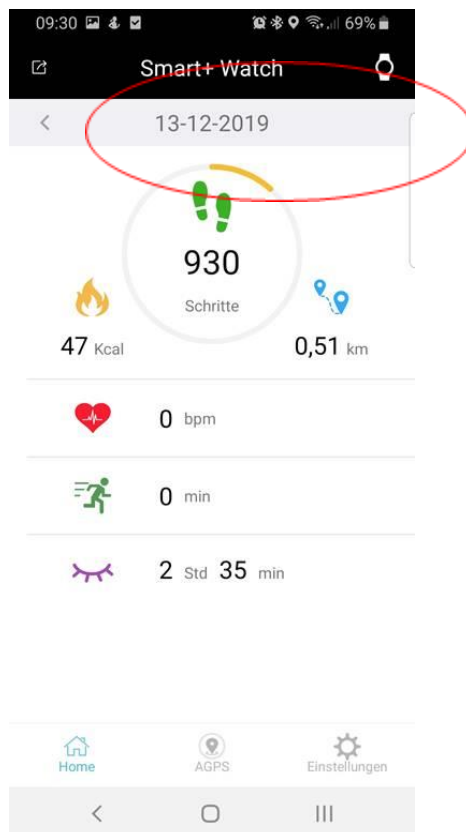 09:30 69%
Smart+ Watch
13-12-2019
930
Schritte
47 Kcal
0,51 km
0 bpm
0 min
2 Std 35 min
Home AGPS Einstellungen